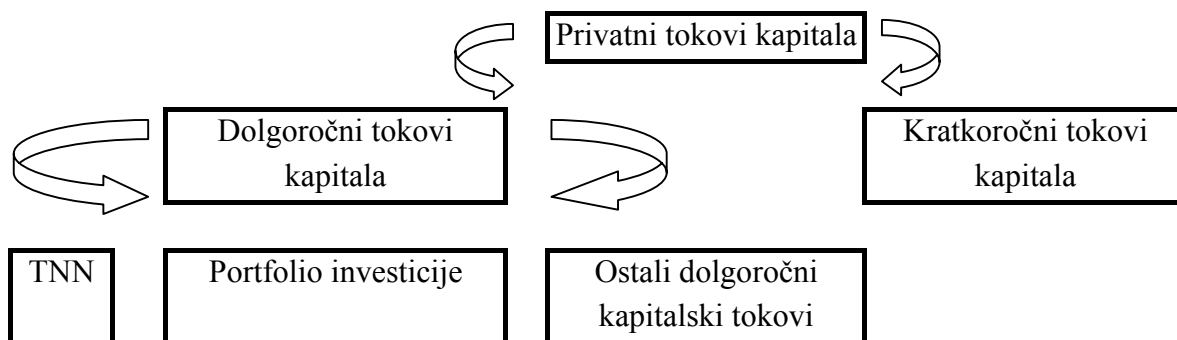 Privatni tokovi kapitala
Dolgoročni tokovi
kapitala
Kratkoročni tokovi
kapitala
TNN
Portfolio investicije
Ostali dolgoročni
kapitalski tokovi